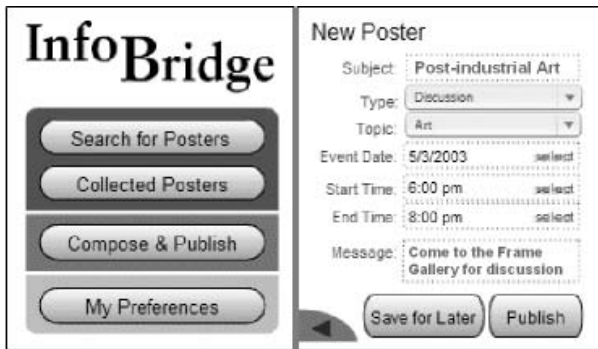 InfoBridge
Search for Posters
Collected Posters
Compose & Publish
My Preferences
New Poster
Subject: Post-industrial Art
Type: Discussion
Topic: Art
Event Date: 5/3/2003 select
Start Time: 6:00 pm select
End Time: 8:00 pm select
Message: Come to the Frame
Gallery for discussion
Save for Later Publish